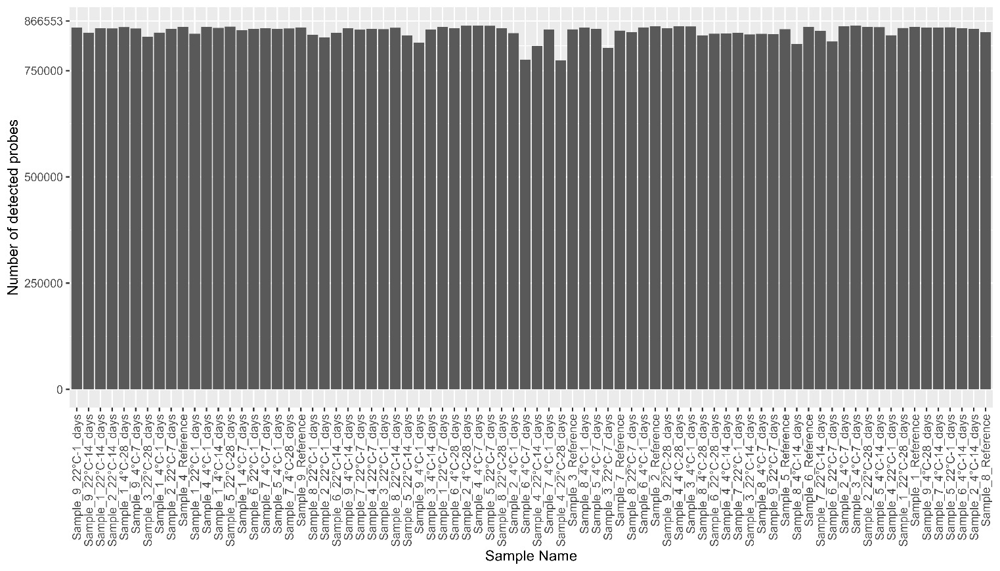 866553
750000
500000
250000
0
Number of detected probes
Sample_9_22°C-1_days
Sample_9_22°C-14_days
Sample_1_22°C-14_days
Sample_2_22°C-14_days
Sample_1_4°C-28_days
Sample_9_4°C-7_days
Sample_3_22°C-28_days
Sample_1_4°C-1_days
Sample_2_22°C-7_days
Sample_4_Reference
Sample_1_22°C-1_days
Sample_4_4°C-1_days
Sample_1_4°C-14_days
Sample_5_22°C-28_days
Sample_1_4°C-7_days
Sample_6_22°C-1_days
Sample_7_4°C-7_days
Sample_5_4°C-1_days
Sample_7_4°C-28_days
Sample_9_Reference
Sample_8_22°C-1_days
Sample_2_22°C-1_days
Sample_6_22°C-14_days
Sample_9_4°C-14_days
Sample_7_22°C-7_days
Sample_4_22°C-7_days
Sample_3_22°C-1_days
Sample_8_22°C-14_days
Sample_5_22°C-14_days
Sample_9_4°C-1_days
Sample_3_4°C-14_days
Sample_1_22°C-7_days
Sample_6_4°C-28_days
Sample_2_4°C-28_days
Sample_4_4°C-7_days
Sample_5_22°C-7_days
Sample_8_22°C-28_days
Sample_2_4°C-1_days
Sample_6_4°C-7_days
Sample_4_22°C-14_days
Sample_7_4°C-1_days
Sample_4_22°C-28_days
Sample_3_Reference
Sample_8_4°C-1_days
Sample_5_4°C-7_days
Sample_3_22°C-7_days
Sample_7_Reference
Sample_8_22°C-7_days
Sample_6_4°C-1_days
Sample_2_Reference
Sample_9_22°C-28_days
Sample_4_4°C-28_days
Sample_3_4°C-1_days
Sample_8_4°C-28_days
Sample_6_22°C-28_days
Sample_4_4°C-14_days
Sample_7_22°C-1_days
Sample_3_22°C-14_days
Sample_8_4°C-7_days
Sample_9_22°C-7_days
Sample_5_Reference
Sample_8_4°C-14_days
Sample_6_Reference
Sample_7_22°C-14_days
Sample_6_22°C-7_days
Sample_2_4°C-7_days
Sample_3_4°C-7_days
Sample_2_22°C-28_days
Sample_5_4°C-14_days
Sample_4_22°C-1_days
Sample_1_22°C-28_days
Sample_1_Reference
Sample_9_4°C-28_days
Sample_7_4°C-14_days
Sample_5_22°C-1_days
Sample_6_4°C-14_days
Sample_2_4°C-14_days
Sample_8_Reference
Sample Name